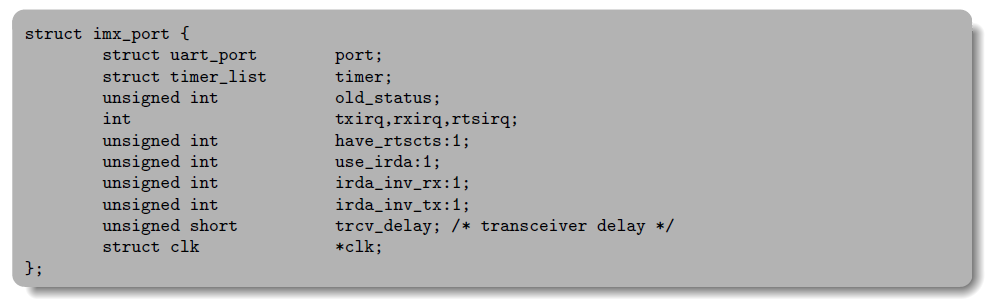 struct imx_port {
        struct uart_port        port;
        struct timer_list       timer;
        unsigned int            old_status;
        int                     txirq,rxirq,rtsirq;
        unsigned int            have_rtscts:1;
        unsigned int            use_irda:1;
        unsigned int            irda_inv_rx:1;
        unsigned int            irda_inv_tx:1;
        unsigned short          trcv_delay; /* transceiver delay */
        struct clk              *clk;
};